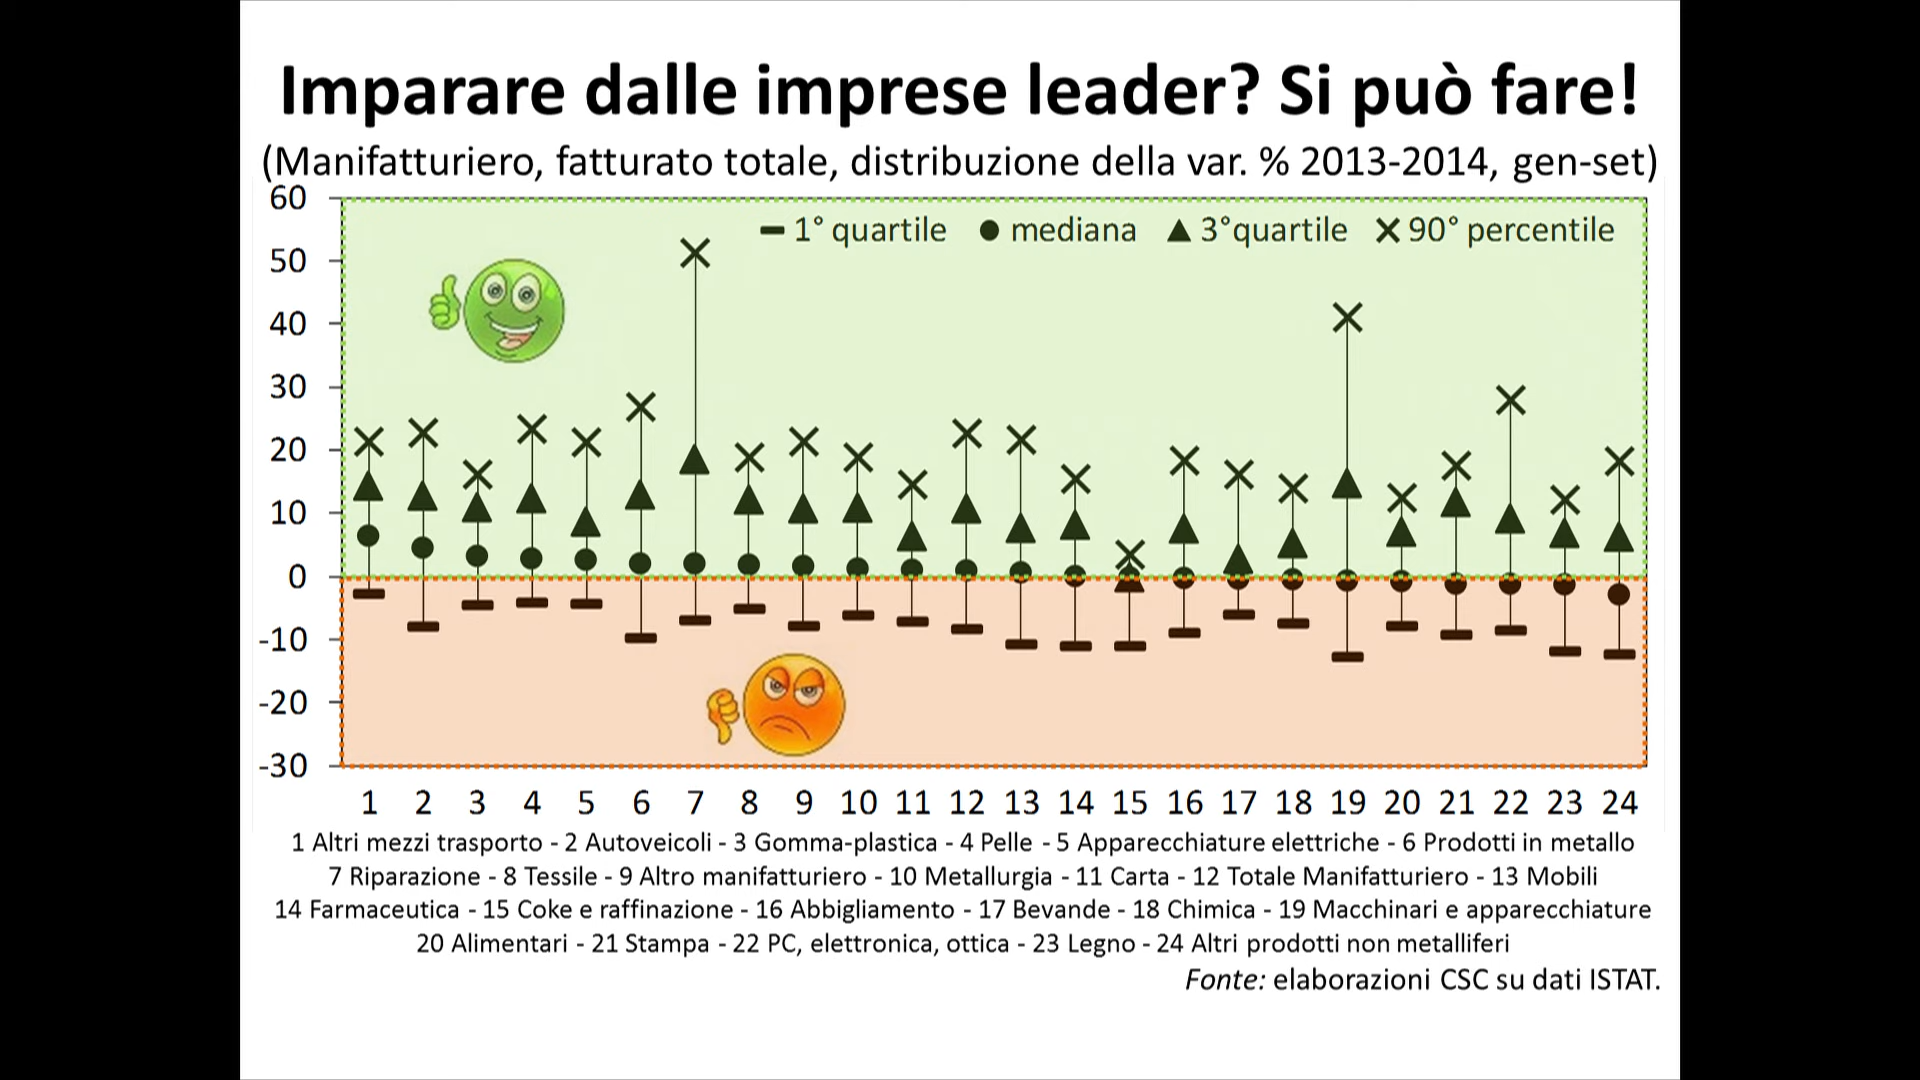 Imparare dalle imprese leader? Si può fare!
(Manifatturiero, fatturato totale, distribuzione della var. % 2013-2014, gen-set)
1° quartile mediana 3°quartile 90° percentile
60
50
40
30
20
10
0
-10
-20
-30
1 2 3 4 5 6 7 8 9 10 11 12 13 14 15 16 17 18 19 20 21 22 23 24
1 Altri mezzi trasporto - 2 Autoveicoli - 3 Gomma-plastica - 4 Pelle - 5 Apparecchiature elettriche - 6 Prodotti in metallo
7 Riparazione - 8 Tessile - 9 Altro manifatturiero - 10 Metallurgia - 11 Carta - 12 Totale Manifatturiero - 13 Mobili
14 Farmaceutica - 15 Coke e raffinazione - 16 Abbigliamento - 17 Bevande - 18 Chimica - 19 Macchinari e apparecchiature
20 Alimentari - 21 Stampa - 22 PC, elettronica, ottica - 23 Legno - 24 Altri prodotti non metalliferi
Fonte: elaborazioni CSC su dati ISTAT.